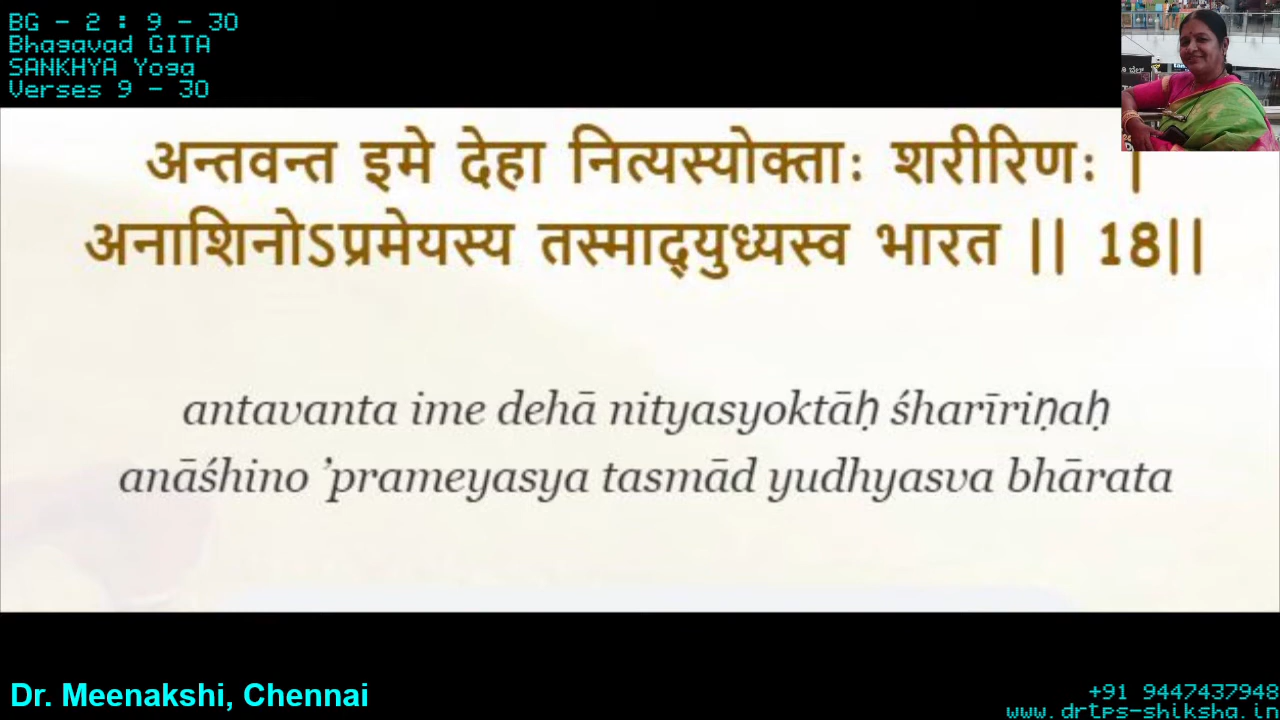 BG - 2 : 9 - 30
Bhagavad GITA
SANKHYA Yoga
Verses 9 - 30
अन्तवन्त इमे देहा नित्यस्योक्ताः शरीरिणः |
अनाशिनोऽप्रमेयस्य तस्माद्युध्यस्व भारत || 18||
antavanta ime dehā nityasyoktāḥ śharīriṇaḥ
anāśhino ’prameyasya tasmād yudhyasva bhārata
Dr. Meenakshi, Chennai
+91 9447437948
www.drtps-shiksha.in